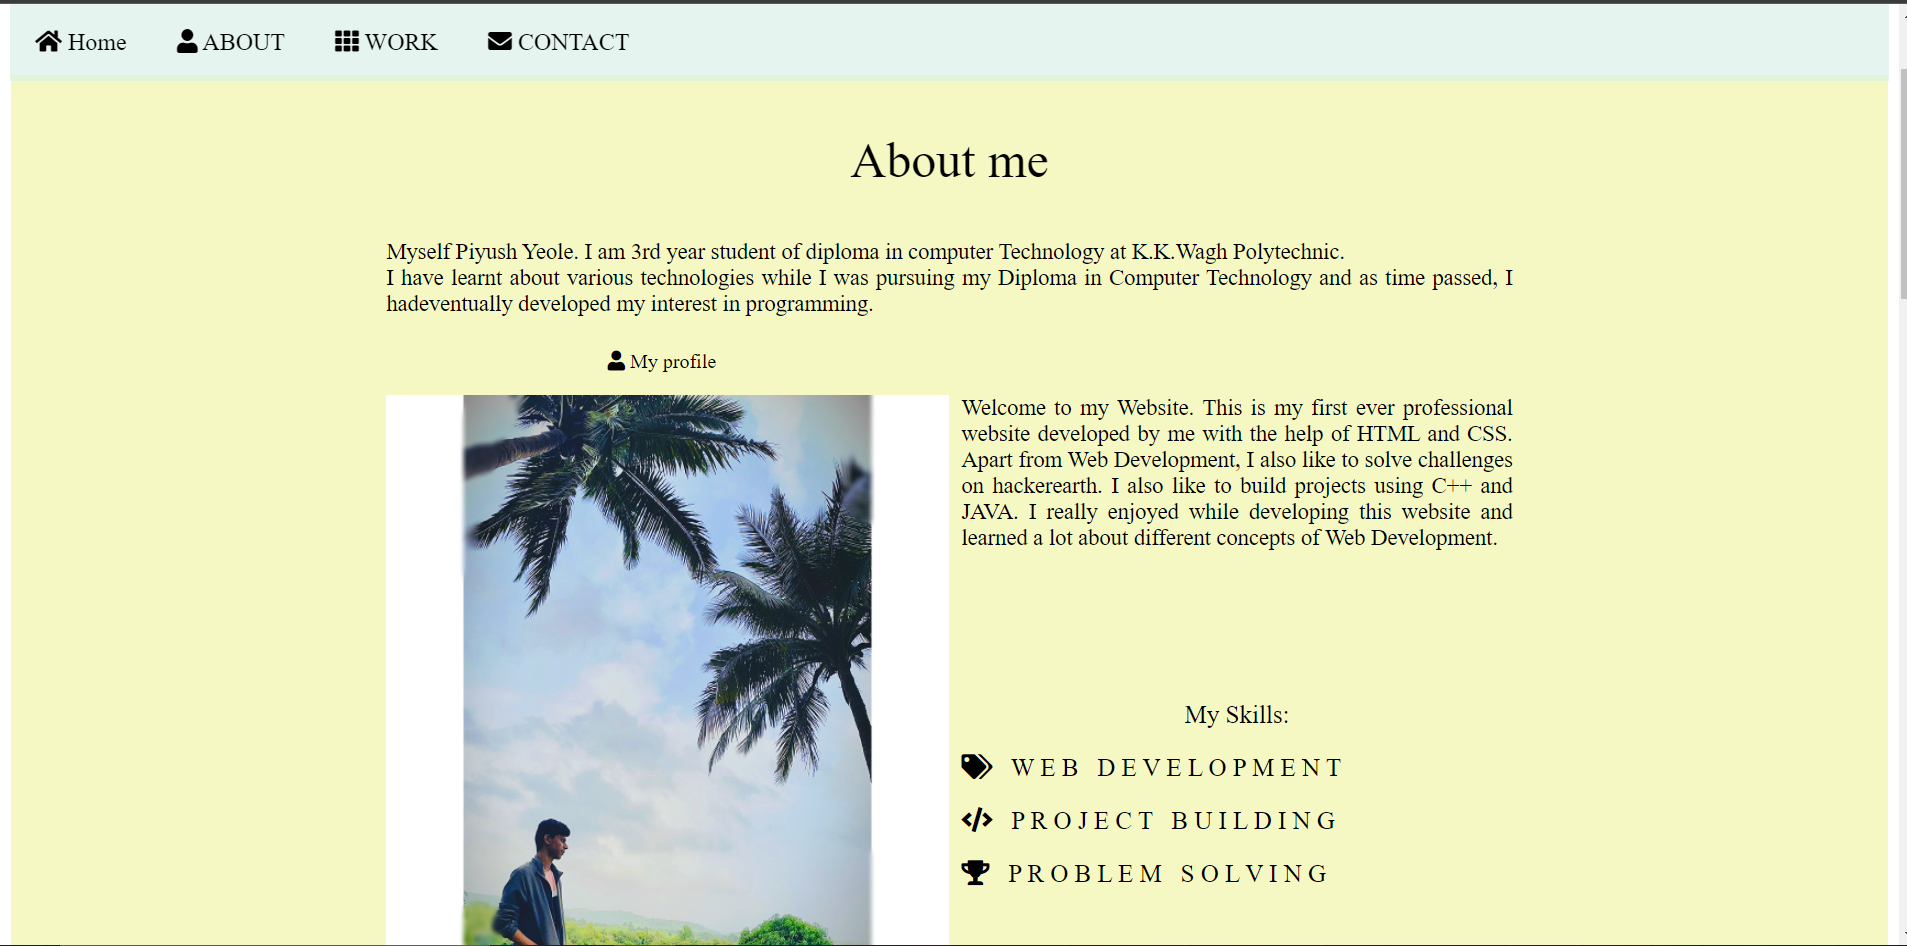 Home ABOUT WORK CONTACT
About me
Myself Piyush Yeole. I am 3rd year student of diploma in computer Technology at K.K.Wagh Polytechnic.
I have learnt about various technologies while I was pursuing my Diploma in Computer Technology and as time passed, I
hadeventually developed my interest in programming.
My profile
Welcome to my Website. This is my first ever professional
website developed by me with the help of HTML and CSS.
Apart from Web Development, I also like to solve challenges
on hackerearth. I also like to build projects using C++ and
JAVA. I really enjoyed while developing this website and
learned a lot about different concepts of Web Development.
My Skills:
WEB DEVELOPMENT
PROJECT BUILDING
PROBLEM SOLVING